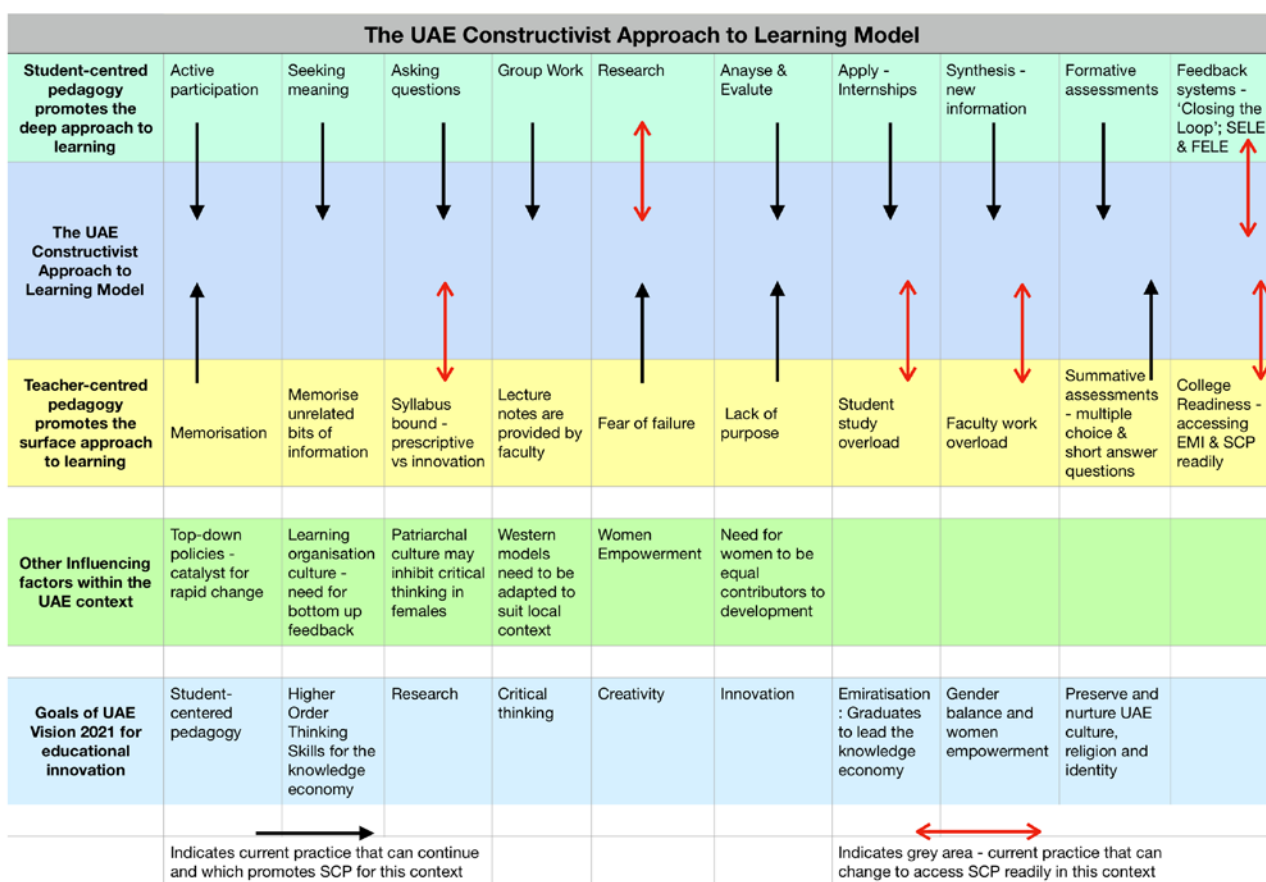 The UAE Constructivist Approach to Learning Model
Student-centred
pedagogy
promotes the
deep approach to
learning
Active
participation
Seeking
meaning
Asking
questions
Group Work
Research
Anayse &
Evalute
Apply -
Internships
Synthesis -
new
information
Formative
assessments
Feedback
systems -
‘Closing the
Loop’; SELE
& FELE
The UAE
Constructivist
Approach to
Learning Model
Teacher-centred
pedagogy
promotes the
surface approach
to learning
Memorisation
Memorise
unrelated
bits of
information
Syllabus
bound -
prescriptive
vs innovation
Lecture
notes are
provided by
faculty
Fear of failure
Lack of
purpose
Student
study
overload
Faculty work
overload
Summative
assessments
- multiple
choice &
short answer
questions
College
Readiness -
accessing
EMI & SCP
readily
Other Influencing
factors within the
UAE context
Top-down
policies -
catalyst for
rapid change
Learning
organisation
culture -
need for
bottom up
feedback
Patriarchal
culture may
inhibit critical
thinking in
females
Western
models
need to be
adapted to
suit local
context
Women
Empowerment
Need for
women to be
equal
contributors to
development
Goals of UAE
Vision 2021 for
educational
innovation
Student-
centered
pedagogy
Higher
Order
Thinking
Skills for the
knowledge
economy
Research
Critical
thinking
Creativity
Innovation
Emiratisation
: Graduates
to lead the
knowledge
economy
Gender
balance and
women
empowerment
Preserve and
nurture UAE
culture,
religion and
identity
Indicates current practice that can continue
and which promotes SCP for this context
Indicates grey area - current practice that can
change to access SCP readily in this context